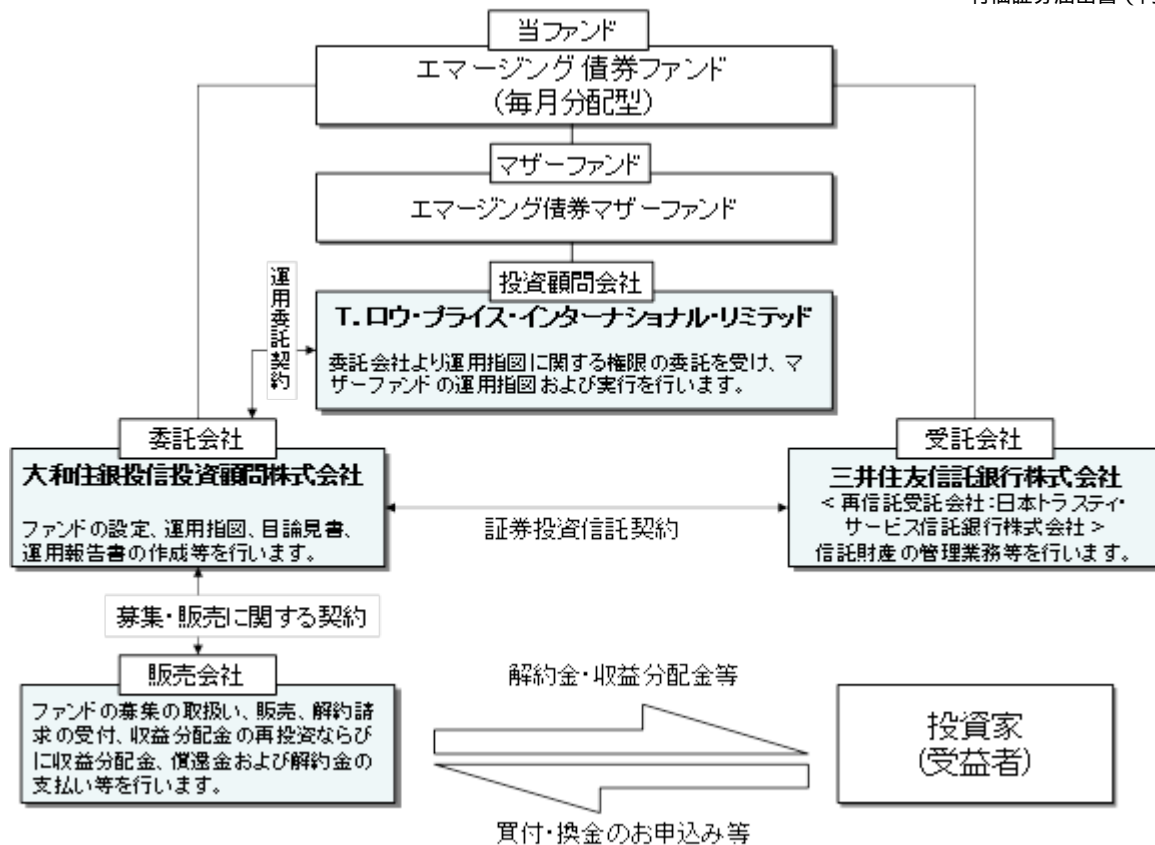 有価証券届出書
当ファンド
エマージング債券ファンド
(毎月分配型)
マザーファンド
エマージング債券マザーファンド
運用委託契約
投資顧問会社
T.ロウ・プライス・インターナショナル・リミテッド
委託会社より運用指図に関する権限の委託を受け、マ
ザーファンドの運用指図および実行を行います。
委託会社
大和住銀投信投資顧問株式会社
ファンドの設定、運用指図、目論見書、
運用報告書の作成等を行います。
証券投資信託契約
受託会社
三井住友信託銀行株式会社
<再信託受託会社:日本トラスティ・
サービス信託銀行株式会社>
信託財産の管理業務等を行います。
募集・販売に関する契約
販売会社
ファンドの募集の取扱い、販売、解約請
求の受付、収益分配金の再投資ならび
に収益分配金、償還金および解約金の
支払い等を行います。
解約金・収益分配金等
投資家
(受益者)
買付・換金のお申込み等